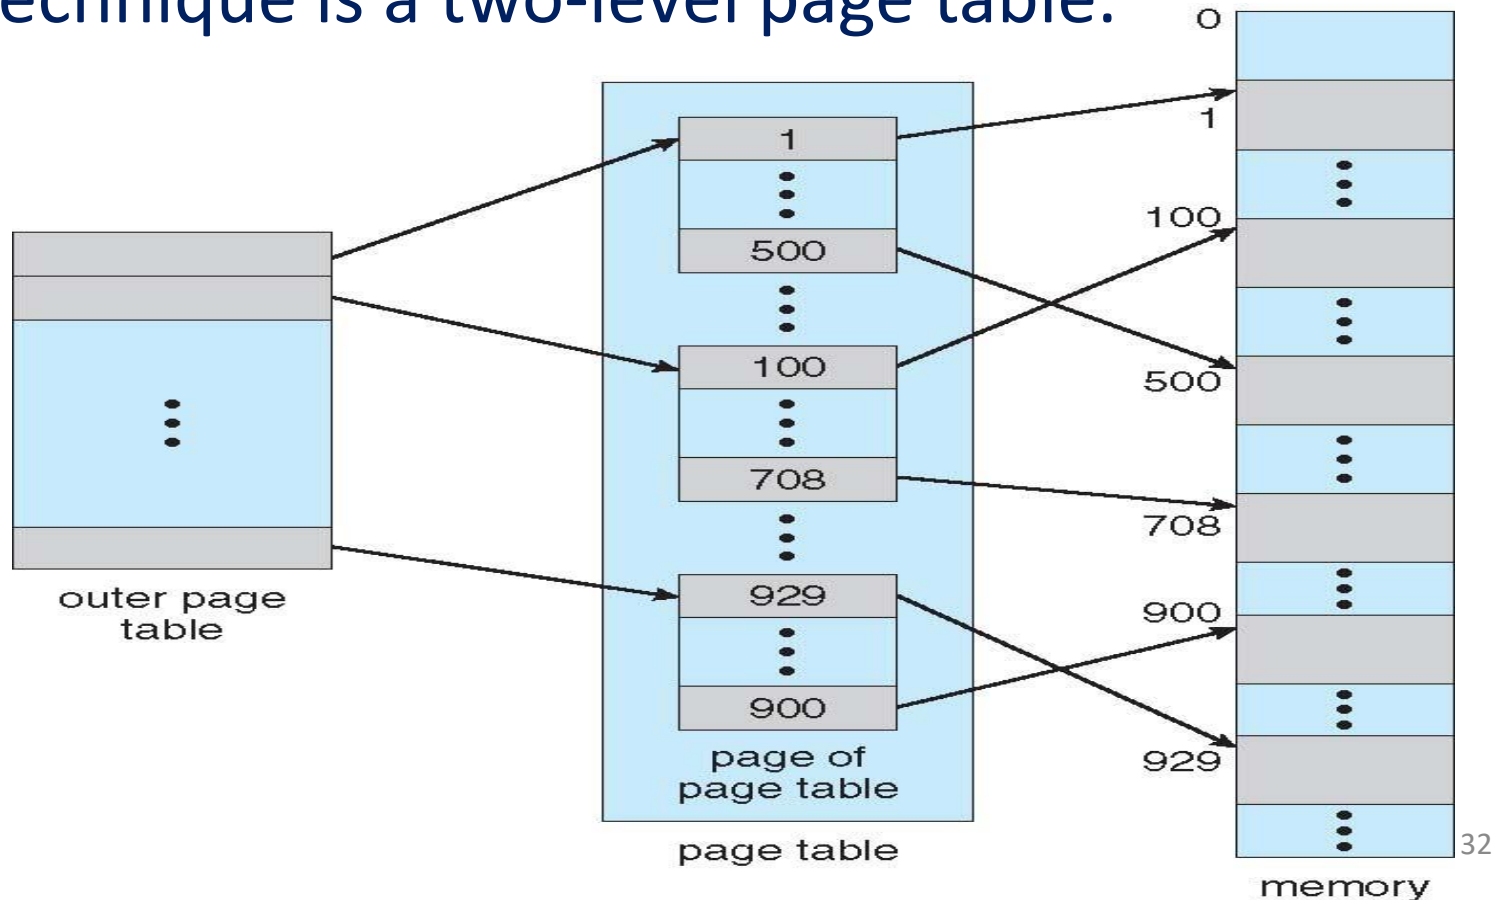 echnique is a two-level page table.
outer page
table
1
500
100
708
929
900
page of
page table
page table
0
1
100
500
708
900
929
memory
32